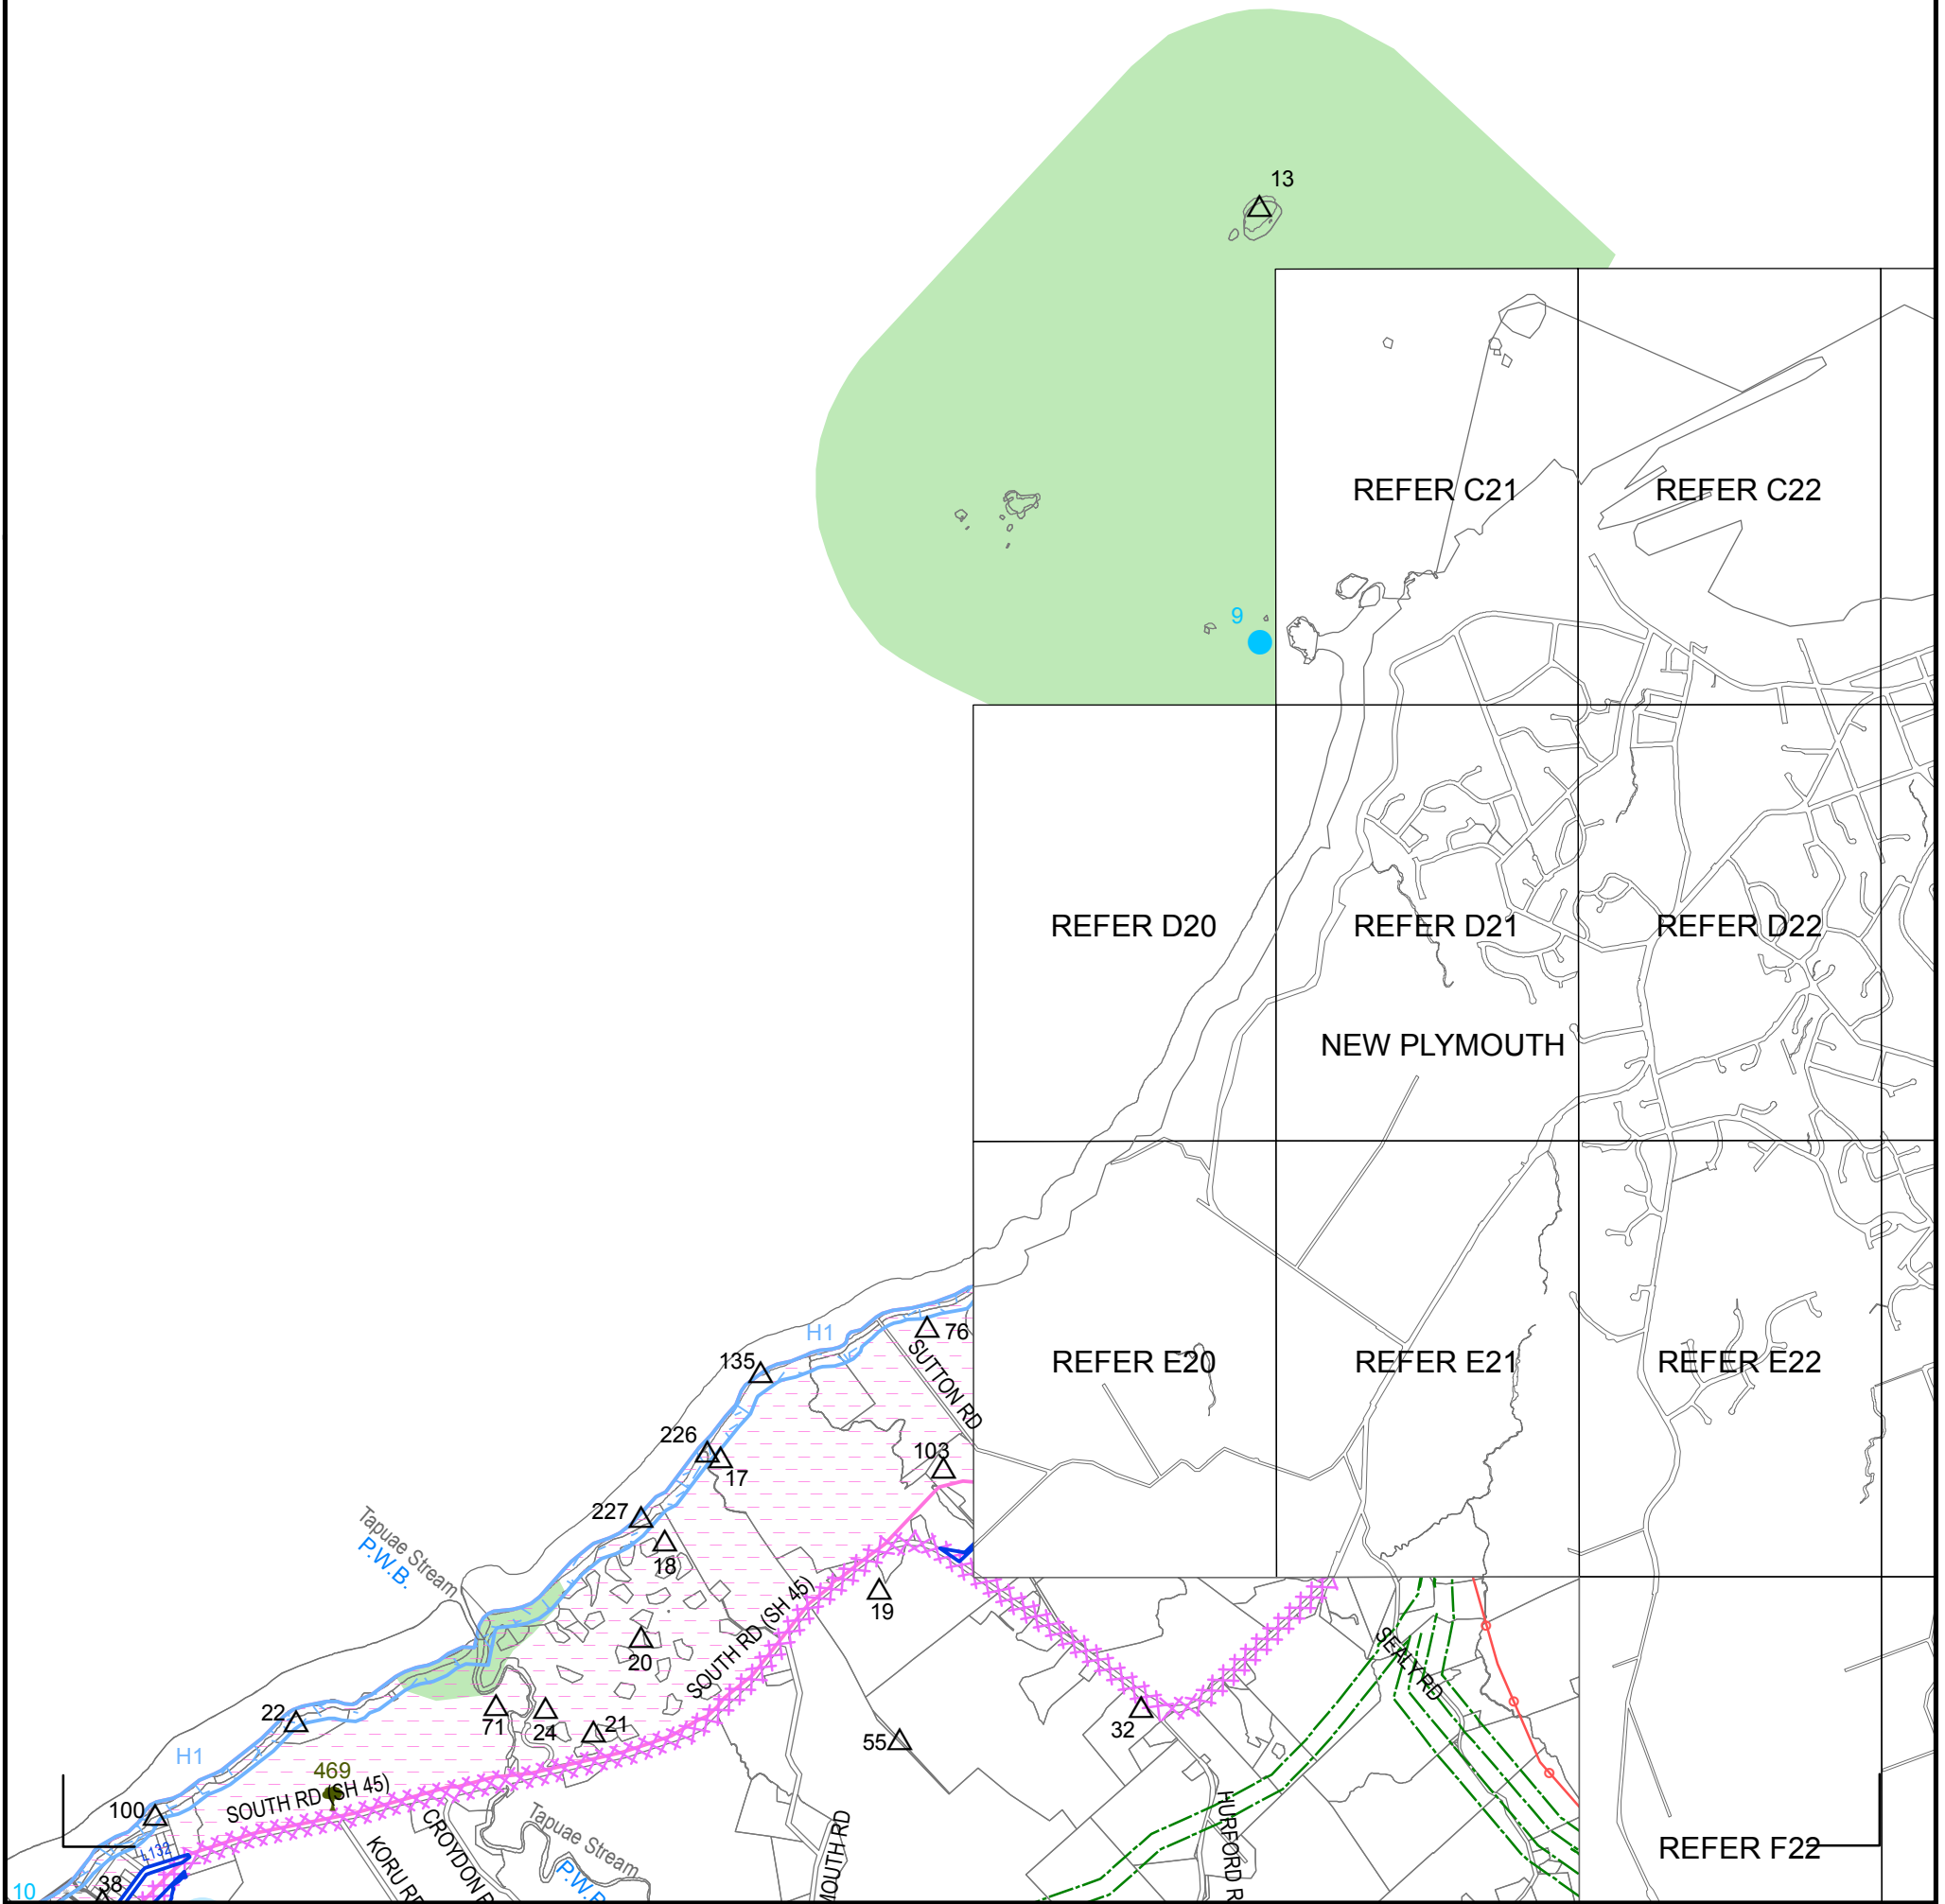 13
REFER C21
REFER C22
9
REFER D20
REFER D21
REFER D22
NEW PLYMOUTH
H1
76
135
SUTTON RD
REFER E20
REFER E21
REFER E22
226
17
103
227
18
Tapuae Stream
P.W.B.
19
20
SOUTH RD (SH 45)
SEALY RD
22
71
24
21
55
32
H1
469
SOUTH RD (SH 45)
100
L132
KORU RD
CROYDON R
Tapuae Stream
P.W.B.
MOUTH RD
HURFORD R
REFER F22
38
10